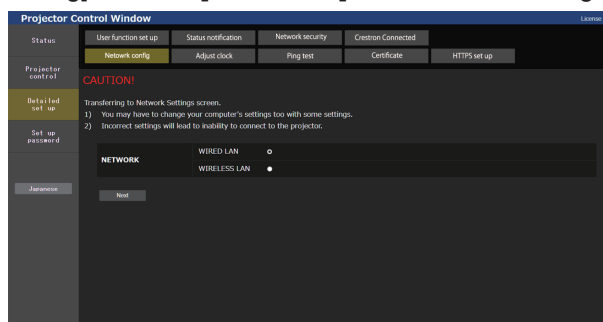 Projector Control Window
License
Status
User function set up
Status notification
Network security
Crestron Connected
Netowrk config
Adjust clock
Ping test
Certificate
HTTPS set up
Projector
control
CAUTION!
Detailed
set up
Transferring to Network Settings screen.
1) You may have to change your computer's settings too with some settings.
2) Incorrect settings will lead to inability to connect to the projector.
Set up
password
NETWORK
WIRED LAN
WIRELESS LAN
Japanese
Next